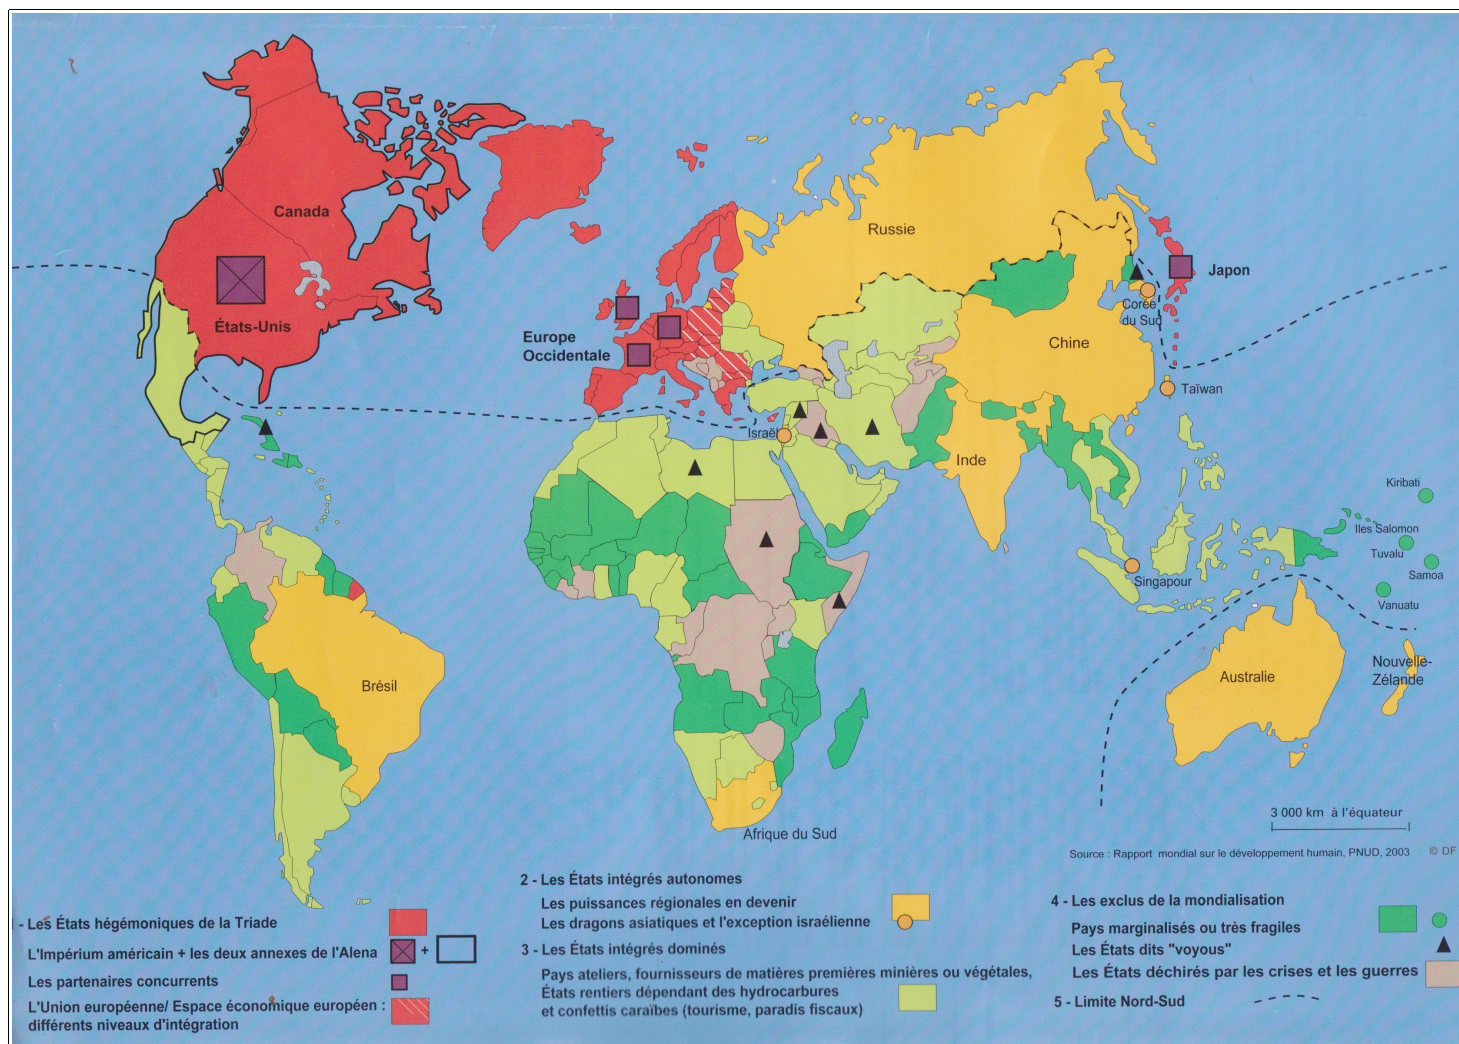 Canada
États-Unis
Russie
Japon
Corée
du Sud
Chine
Europe
Occidentale
Taïwan
Israël
Inde
Kiribati
Iles Salomon
Tuvalu
Samoa
Singapour
Vanuatu
Brésil
Australie
Nouvelle-
Zélande
Afrique du Sud
3 000 km à l'équateur
Source : Rapport mondial sur le développement humain, PNUD, 2003 © DF
- Les États hégémoniques de la Triade
L'Impérium américain + les deux annexes de l'Alena +
Les partenaires concurrents
L'Union européenne/ Espace économique européen :
différents niveaux d'intégration
2 - Les États intégrés autonomes
Les puissances régionales en devenir
Les dragons asiatiques et l'exception israélienne
3 - Les États intégrés dominés
Pays ateliers, fournisseurs de matières premières minières ou végétales,
États rentiers dépendant des hydrocarbures
et confettis caraïbes (tourisme, paradis fiscaux)
4 - Les exclus de la mondialisation
Pays marginalisés ou très fragiles
Les États dits "voyous"
Les États déchirés par les crises et les guerres
5 - Limite Nord-Sud